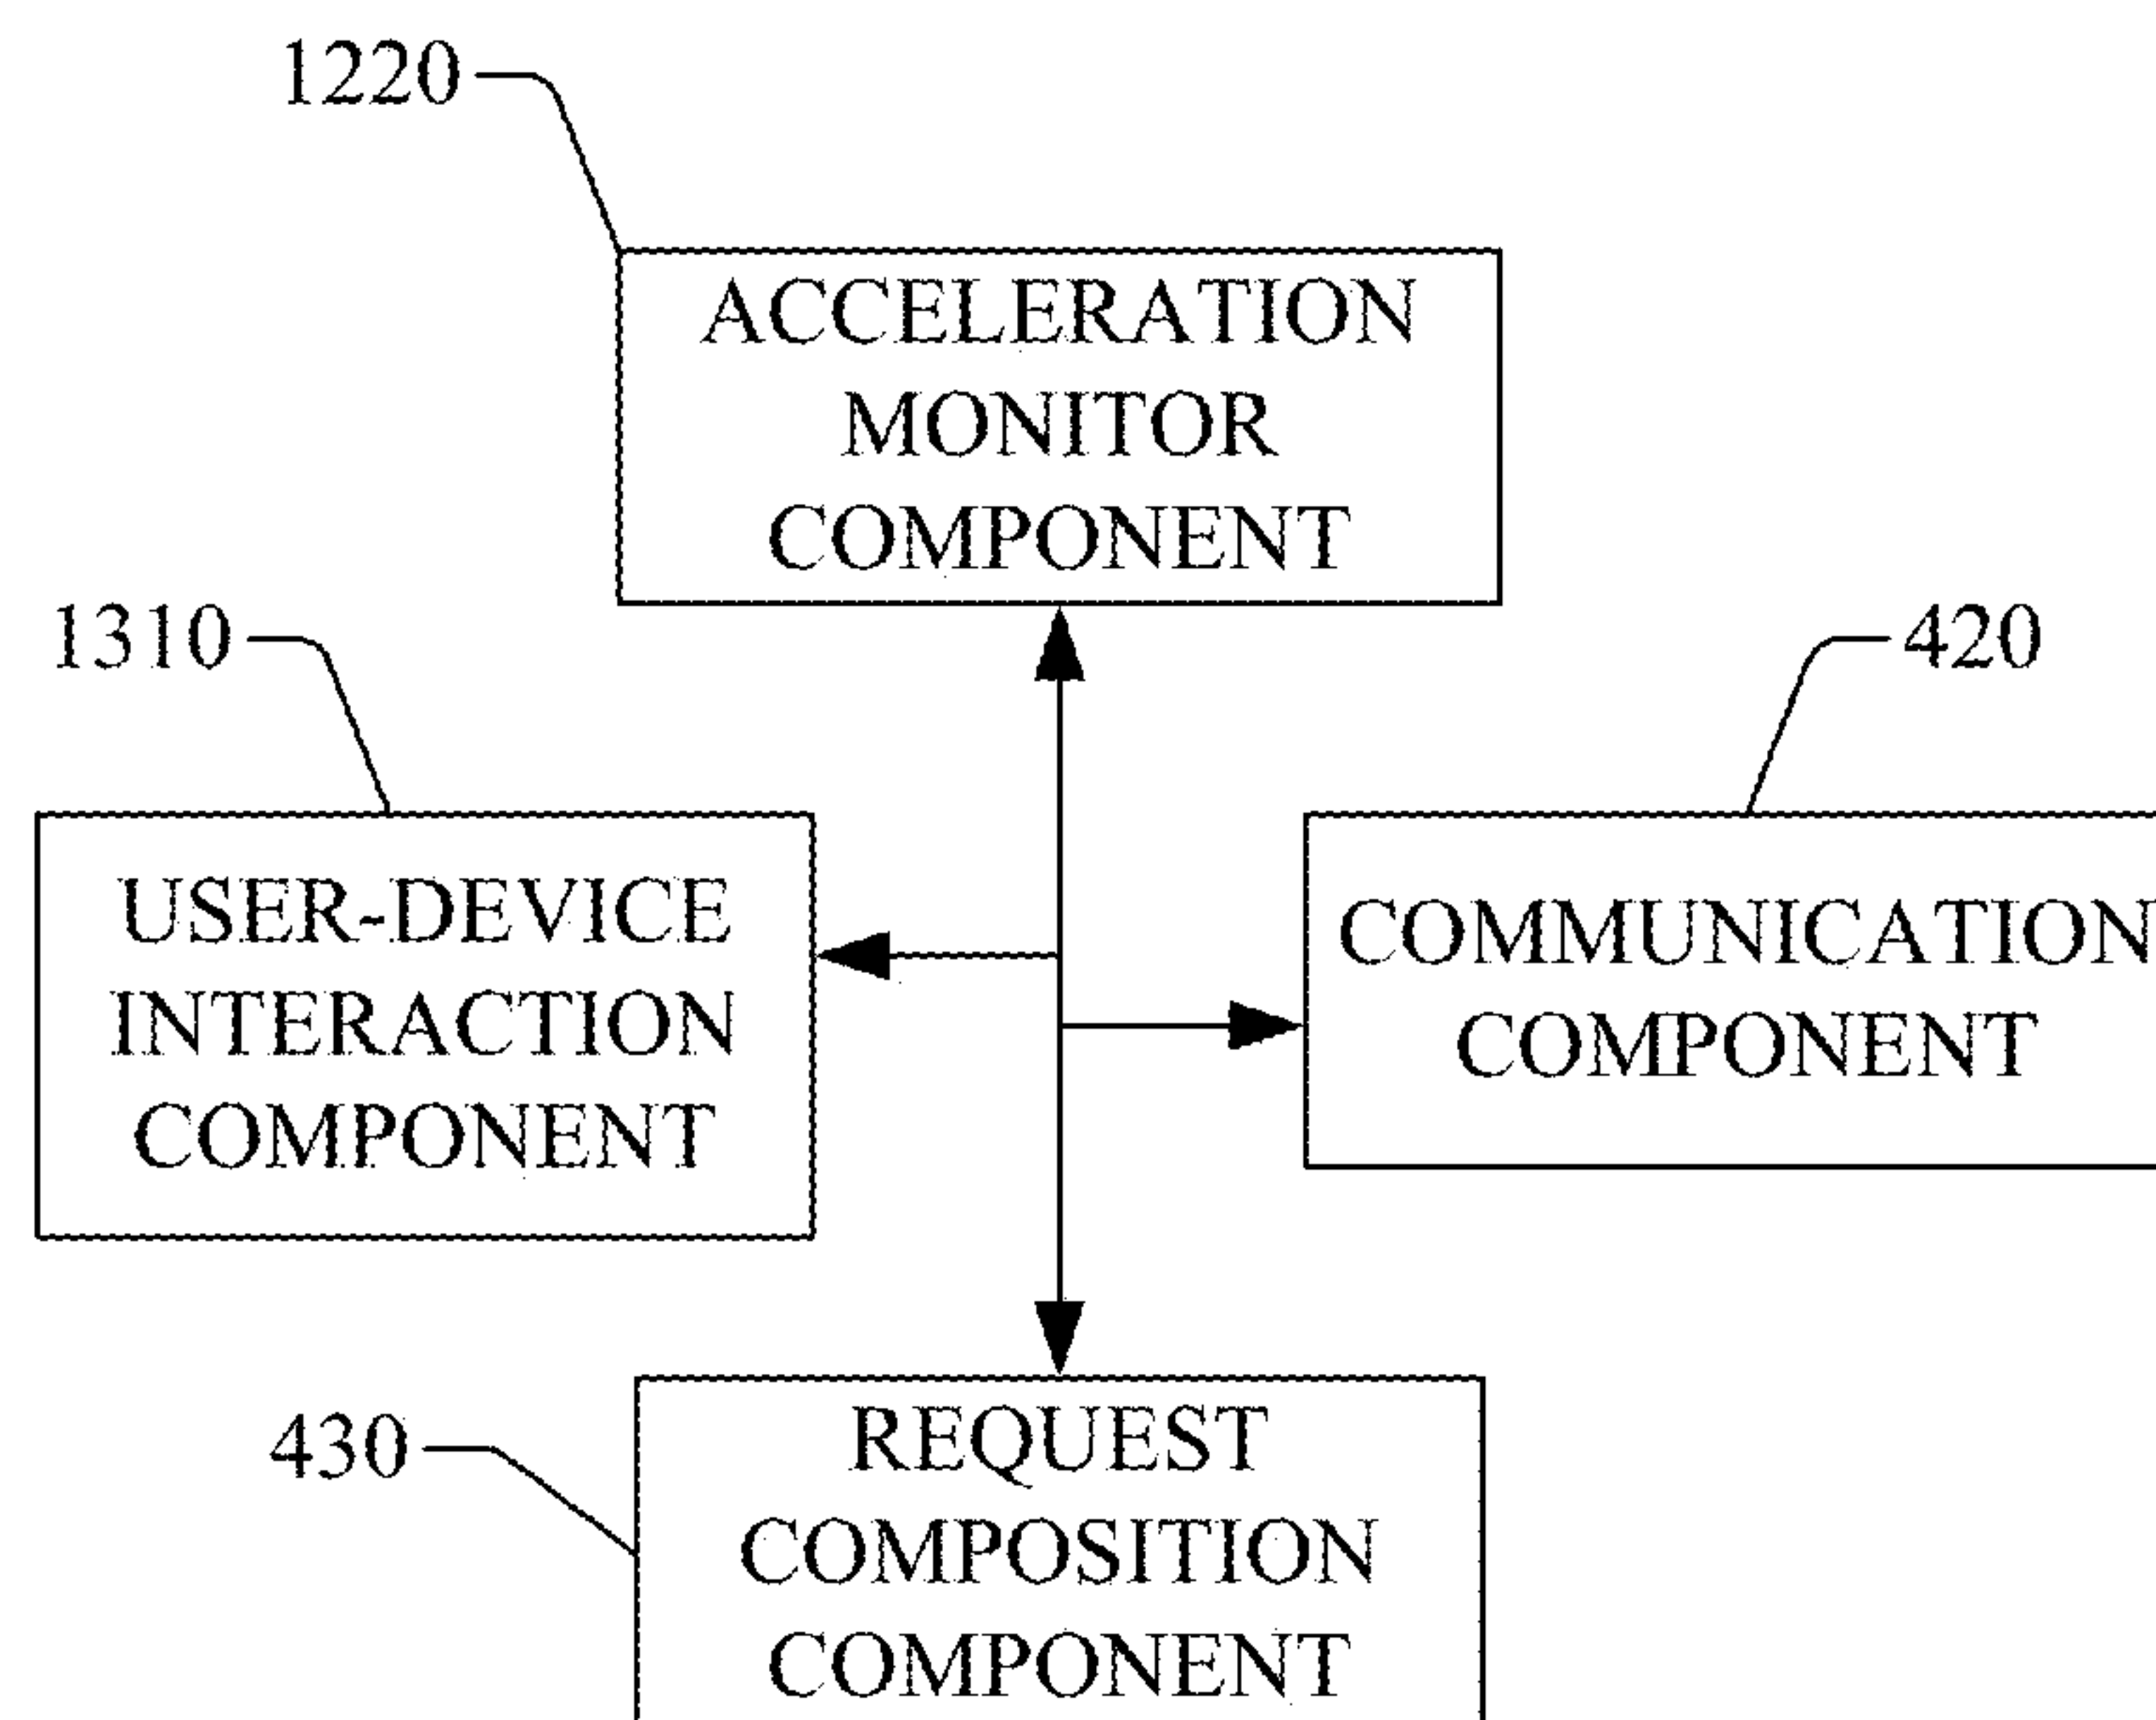 1220
ACCELERATION
MONITOR
COMPONENT
1310
420
USER-DEVICE
INTERACTION
COMPONENT
COMMUNICATION
COMPONENT
430
REQUEST
COMPOSITION
COMPONENT